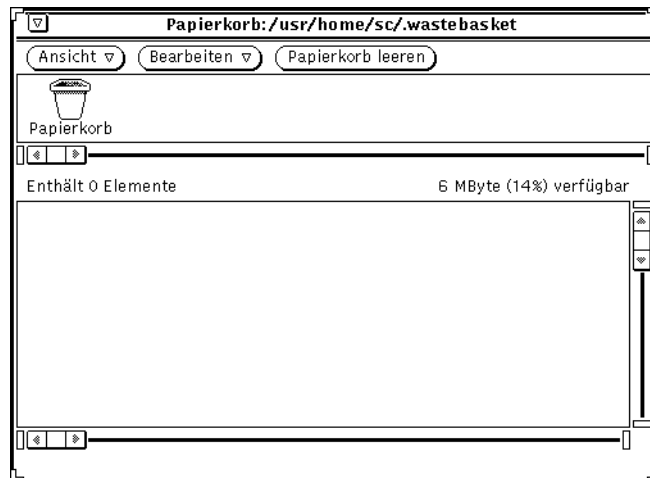 Papierkorb:/usr/home/sc/.wastebasket
Ansicht Bearbeiten Papierkorb leeren
Papierkorb
Enthält 0 Elemente 6 MByte (14%) verfügbar